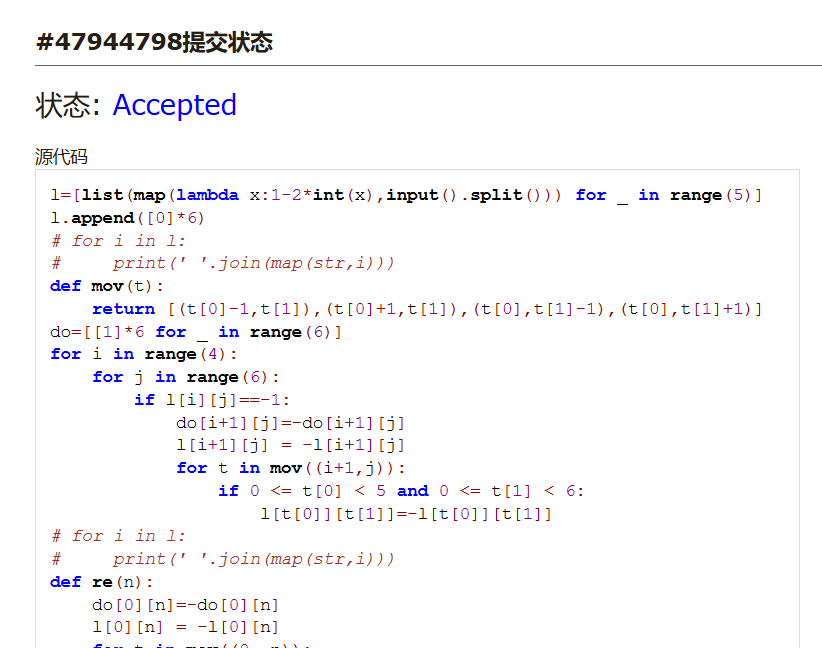 #47944798提交状态
状态: Accepted
源代码
l=[list(map(lambda x:1-2*int(x),input().split())) for _ in range(5)]
l.append([0]*6)
# for i in l:
#     print(' '.join(map(str,i)))
def mov(t):
    return [(t[0]-1,t[1]),(t[0]+1,t[1]),(t[0],t[1]-1),(t[0],t[1]+1)]
do=[[1]*6 for _ in range(6)]
for i in range(4):
    for j in range(6):
        if l[i][j]==-1:
            do[i+1][j]=-do[i+1][j]
            l[i+1][j] = -l[i+1][j]
            for t in mov((i+1,j)):
                if 0 <= t[0] < 5 and 0 <= t[1] < 6:
                    l[t[0]][t[1]]=-l[t[0]][t[1]]
# for i in l:
#     print(' '.join(map(str,i)))
def re(n):
    do[0][n]=-do[0][n]
    l[0][n] = -l[0][n]